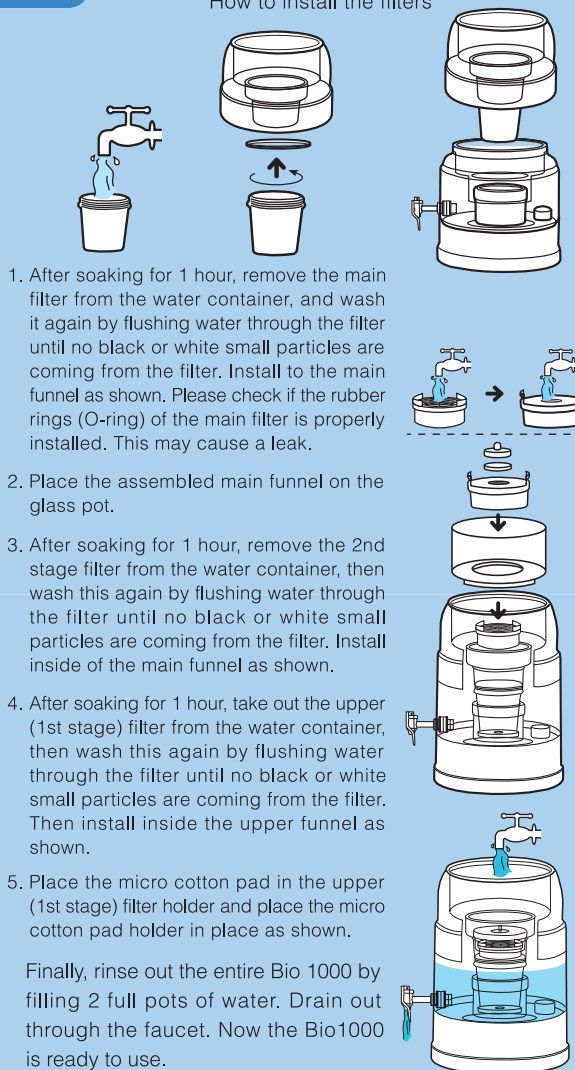 How to install the filters
1. After soaking for 1 hour, remove the main
filter from the water container, and wash
it again by flushing water through the filter
until no black or white small particles are
coming from the filter. Install to the main
funnel as shown. Please check if the rubber
rings (O-ring) of the main filter is properly
installed. This may cause a leak.
2. Place the assembled main funnel on the
glass pot.
3. After soaking for 1 hour, remove the 2nd
stage filter from the water container, then
wash this again by flushing water through
the filter until no black or white small
particles are coming from the filter. Install
inside of the main funnel as shown.
4. After soaking for 1 hour, take out the upper
(1st stage) filter from the water container,
then wash this again by flushing water
through the filter until no black or white
small particles are coming from the filter.
Then install inside the upper funnel as
shown.
5. Place the micro cotton pad in the upper
(1st stage) filter holder and place the micro
cotton pad holder in place as shown.
Finally, rinse out the entire Bio 1000 by
filling 2 full pots of water. Drain out
through the faucet. Now the Bio1000
is ready to use.